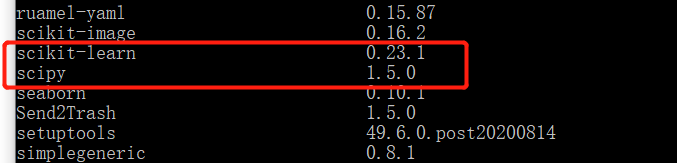 ruamel-yaml 0.15.87
scikit-image 0.16.2
scikit-learn 0.23.1
scipy 1.5.0
seaborn 0.10.1
Send2Trash 1.5.0
setuptools 49.6.0.post20200814
simplegeneric 0.8.1